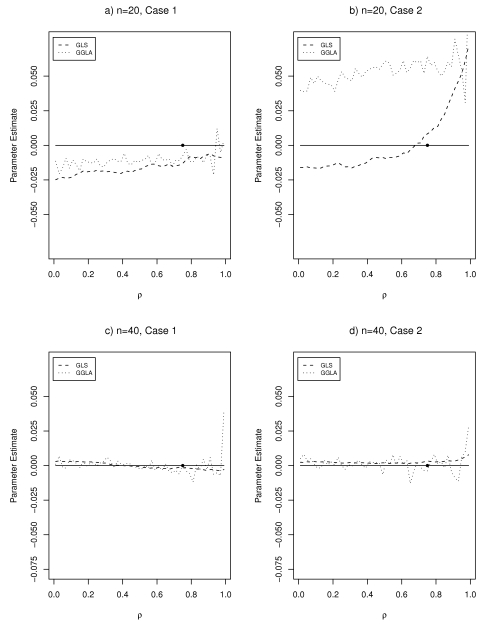 a) n=20, Case 1
GLS
GGLA
Parameter Estimate
0.050
0.025
0.000
−0.025
−0.050
0.0 0.2 0.4 0.6 0.8 1.0
ρ
b) n=20, Case 2
GLS
GGLA
Parameter Estimate
0.050
0.025
0.000
−0.025
−0.050
0.0 0.2 0.4 0.6 0.8 1.0
ρ
c) n=40, Case 1
GLS
GGLA
Parameter Estimate
0.050
0.025
0.000
−0.025
−0.050
−0.075
0.0 0.2 0.4 0.6 0.8 1.0
ρ
d) n=40, Case 2
GLS
GGLA
Parameter Estimate
0.050
0.025
0.000
−0.025
−0.050
−0.075
0.0 0.2 0.4 0.6 0.8 1.0
ρ